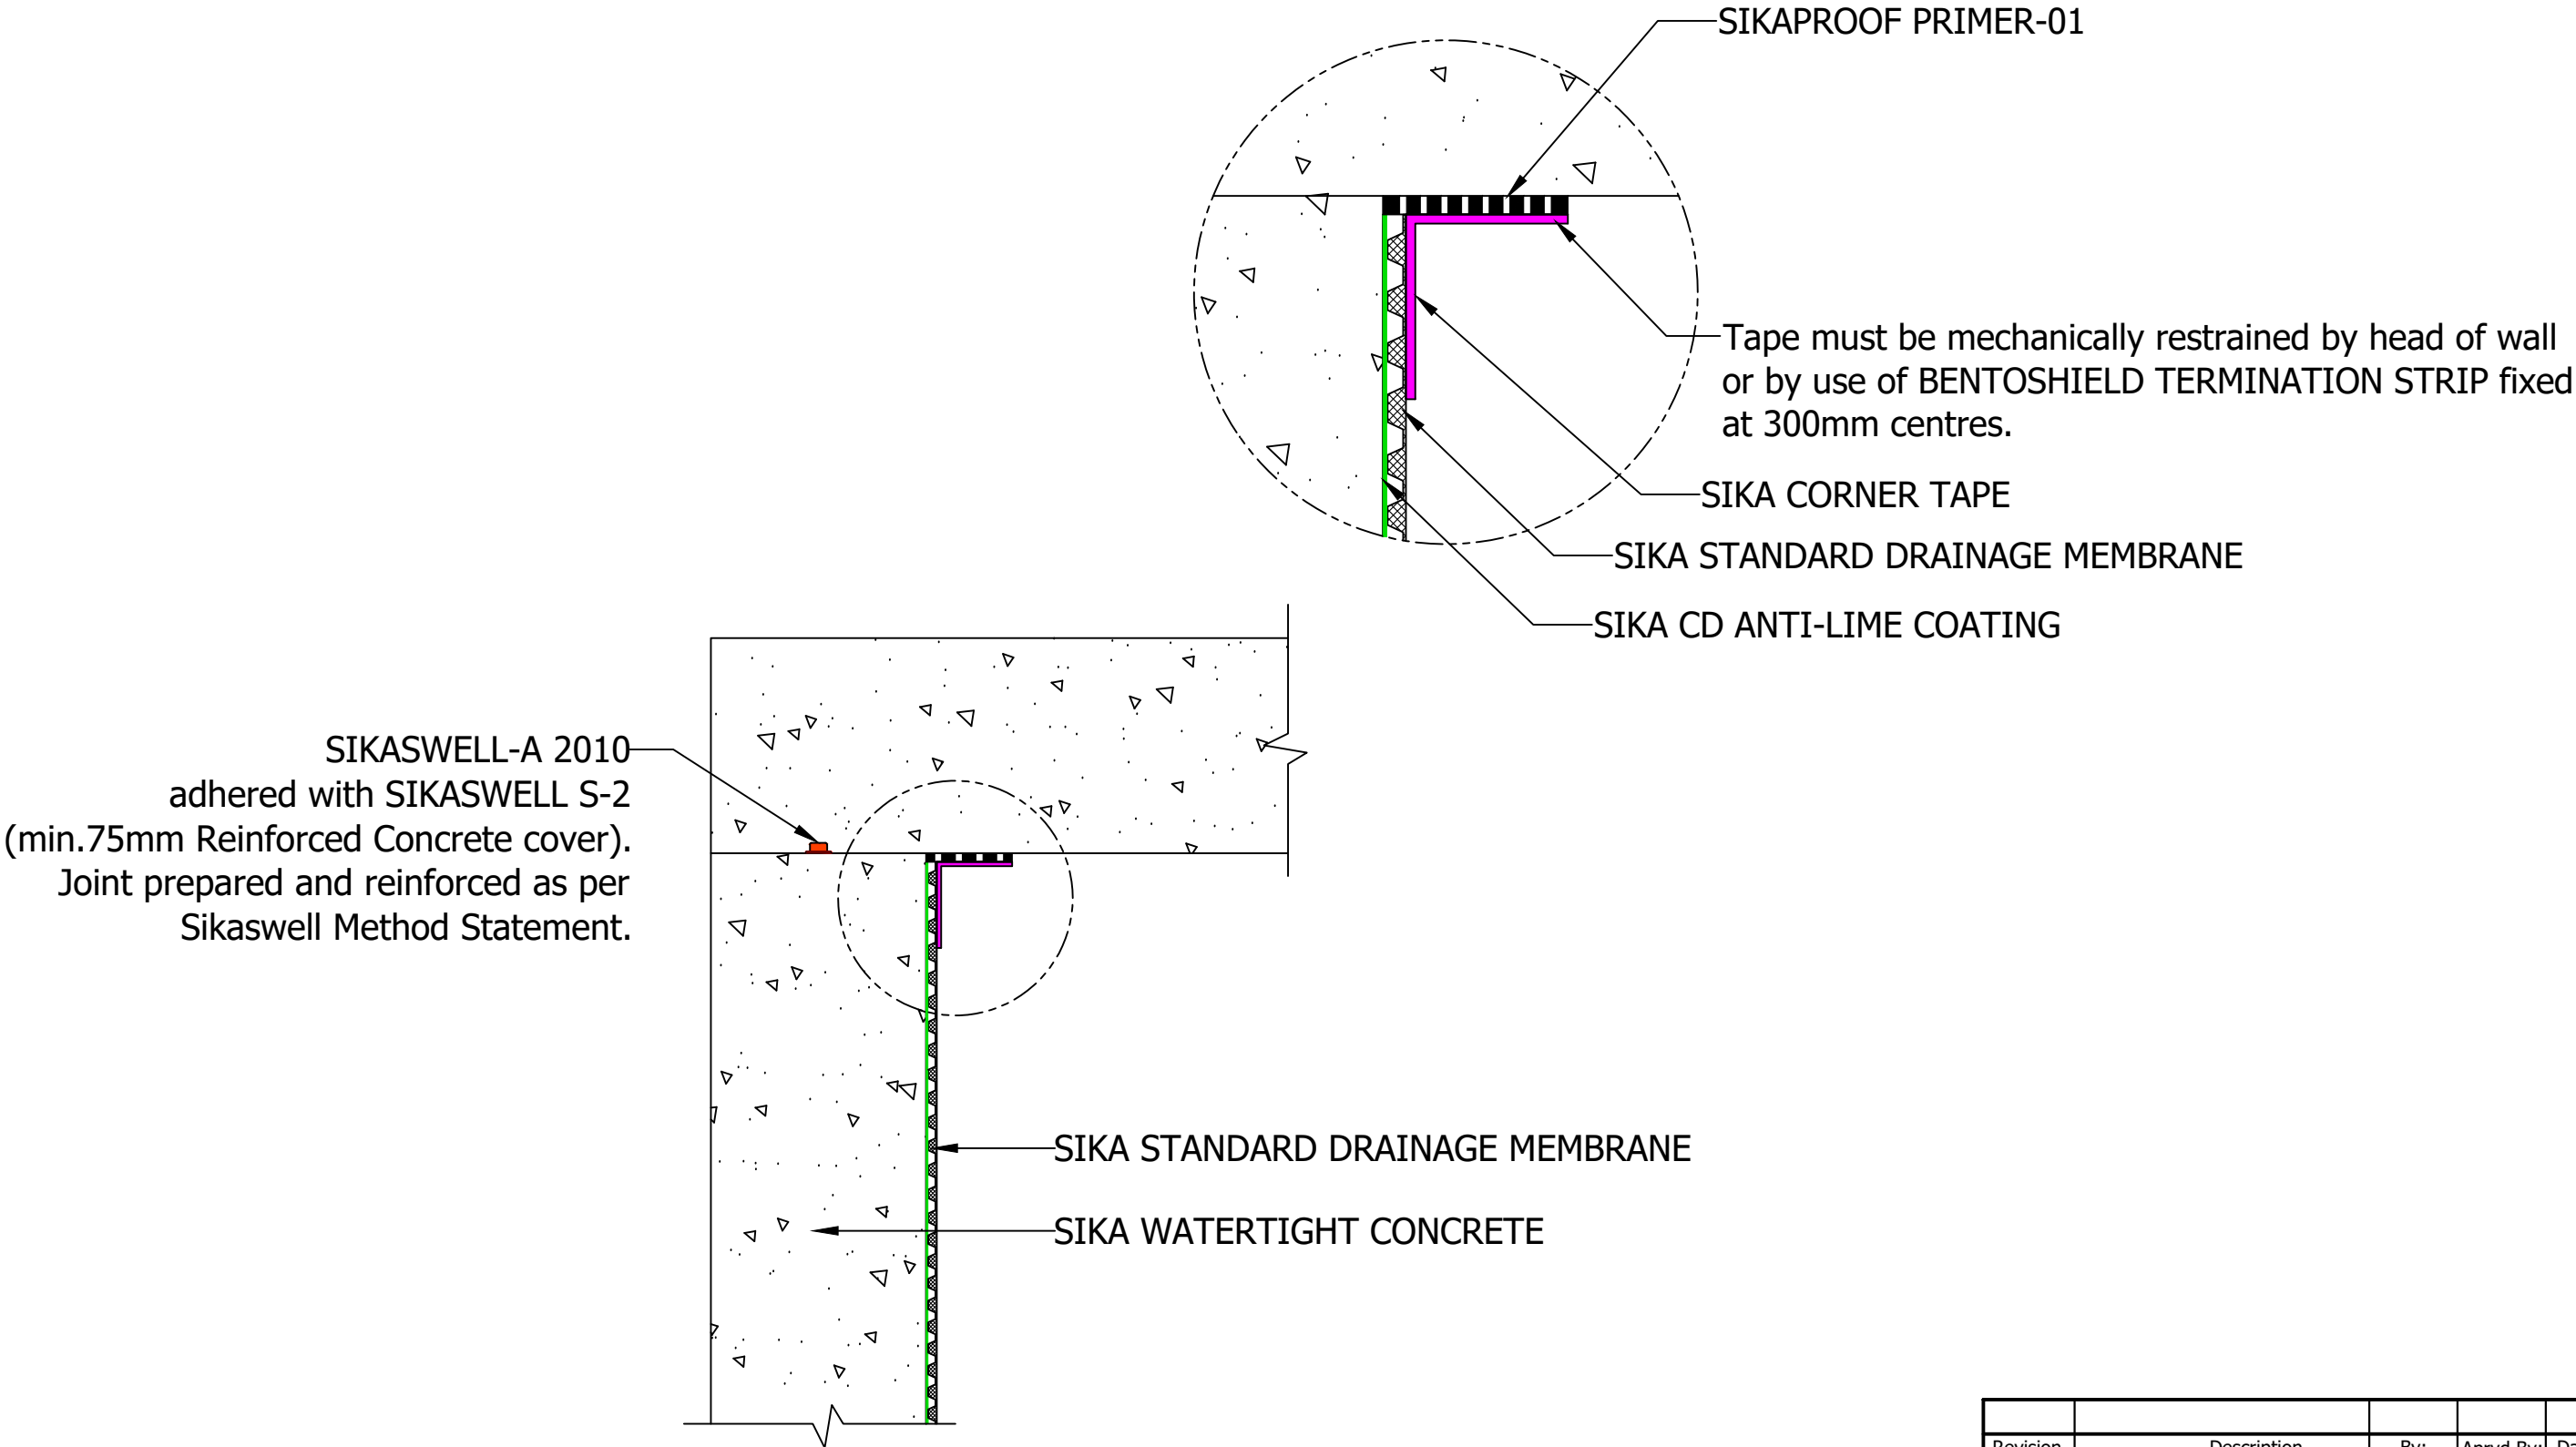 SIKAPROOF PRIMER-01
Tape must be mechanically restrained by head of wall
or by use of BENTOSHIELD TERMINATION STRIP fixed
at 300mm centres.
SIKA CORNER TAPE
SIKA STANDARD DRAINAGE MEMBRANE
SIKA CD ANTI-LIME COATING
SIKASWELL-A 2010
adhered with SIKASWELL S-2
(min.75mm Reinforced Concrete cover).
Joint prepared and reinforced as per
Sikaswell Method Statement.
SIKA STANDARD DRAINAGE MEMBRANE
SIKA WATERTIGHT CONCRETE
Revision Description By: Aprvd By: